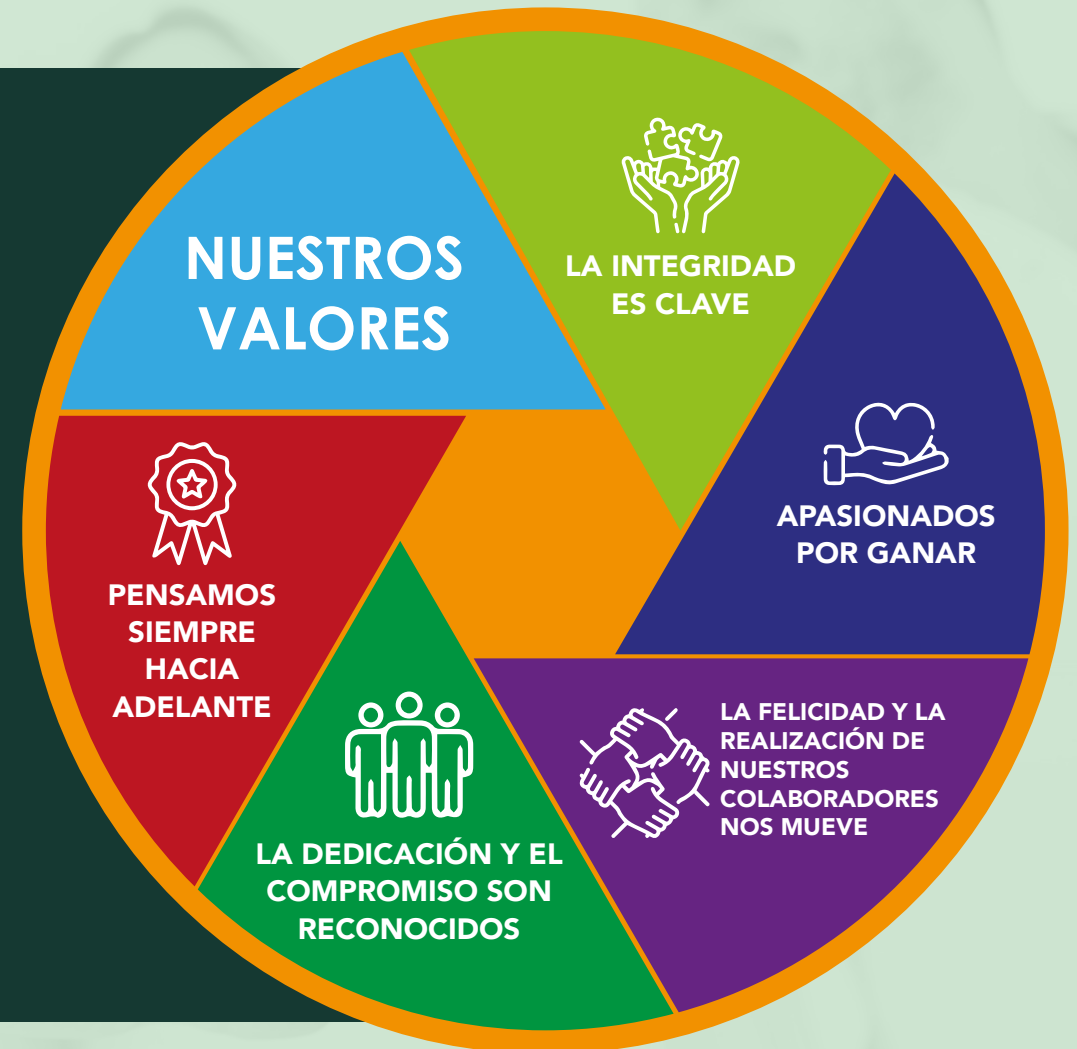 NUESTROS
VALORES
LA INTEGRIDAD
ES CLAVE
APASIONADOS
POR GANAR
LA FELICIDAD Y LA
REALIZACIÓN DE
NUESTROS
COLABORADORES
NOS MUEVE
LA DEDICACIÓN Y EL
COMPROMISO SON
RECONOCIDOS
PENSAMOS
SIEMPRE
HACIA
ADELANTE